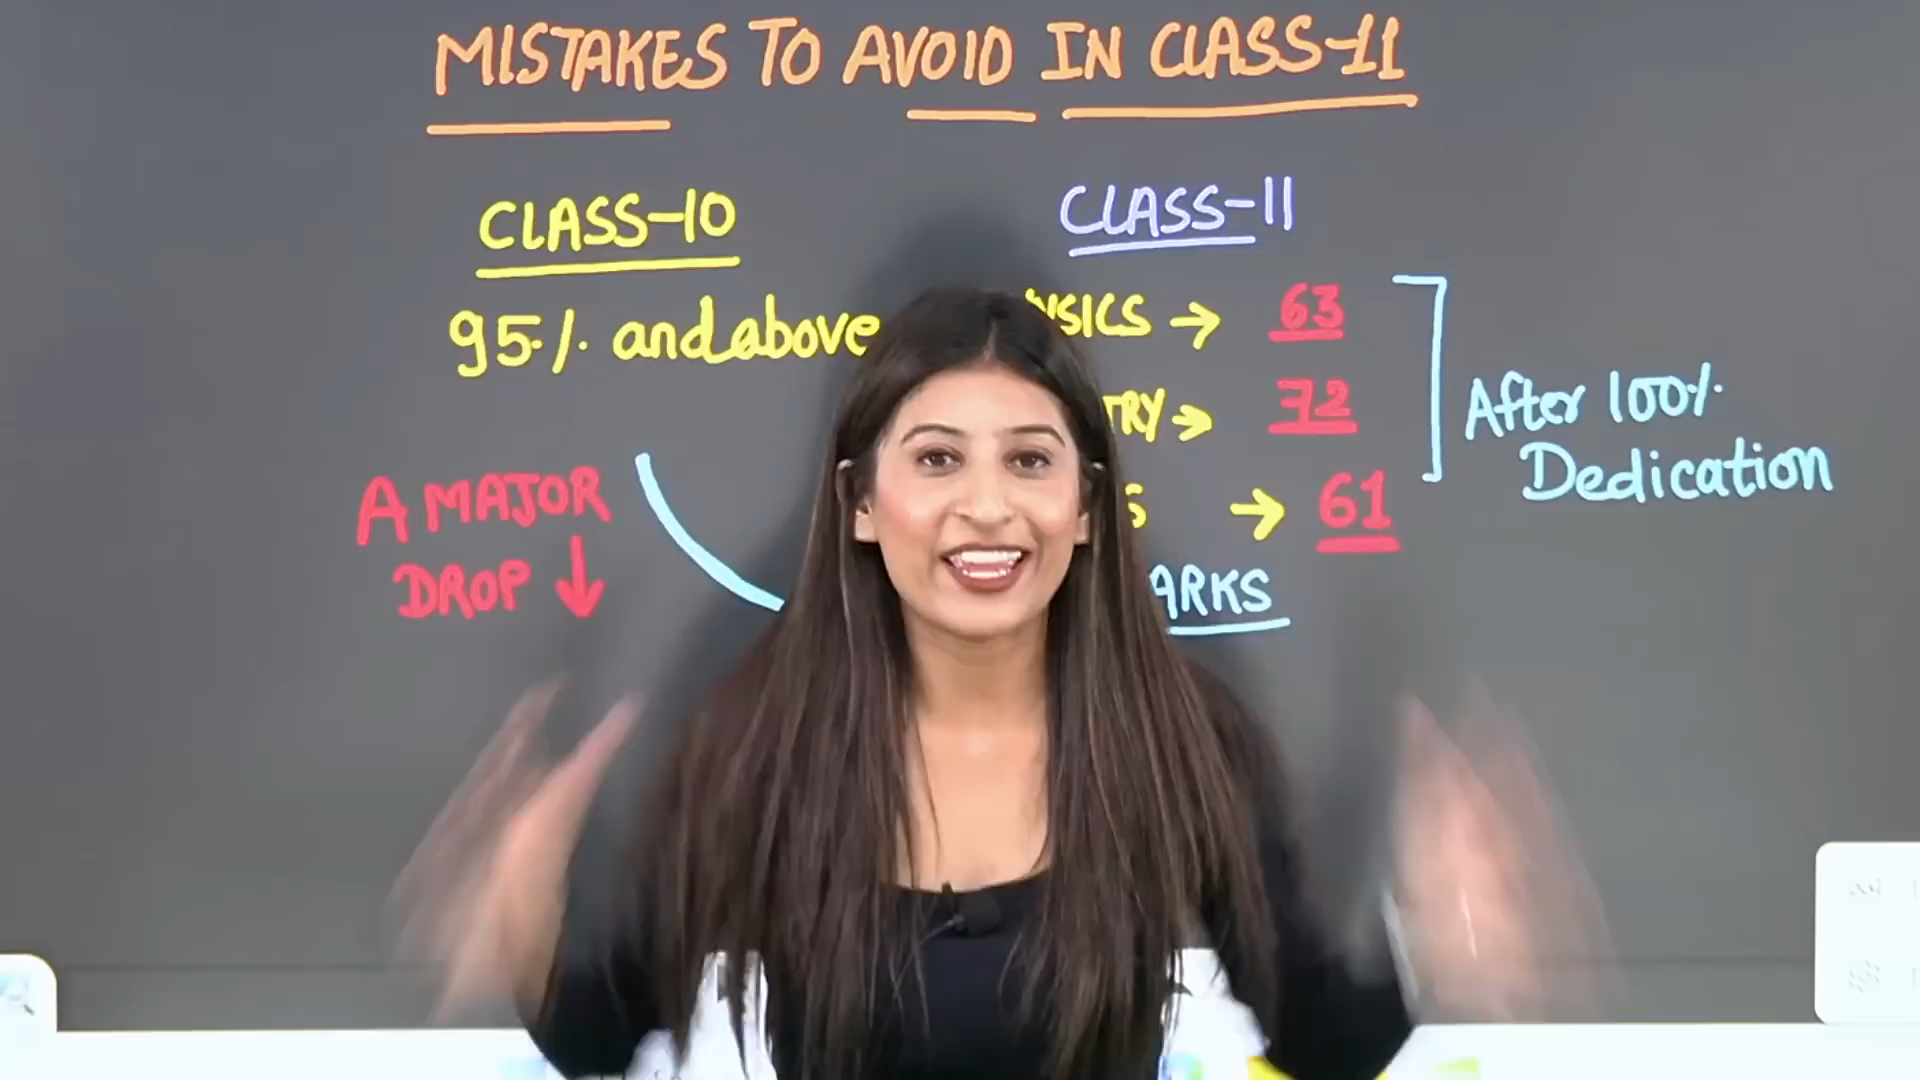 MISTAKES TO AVOID IN CLASS-11
CLASS-10
95% and above
A MAJOR
DROP ↓
CLASS-11
→ 63
→ 72
→ 61
After 100%
Dedication